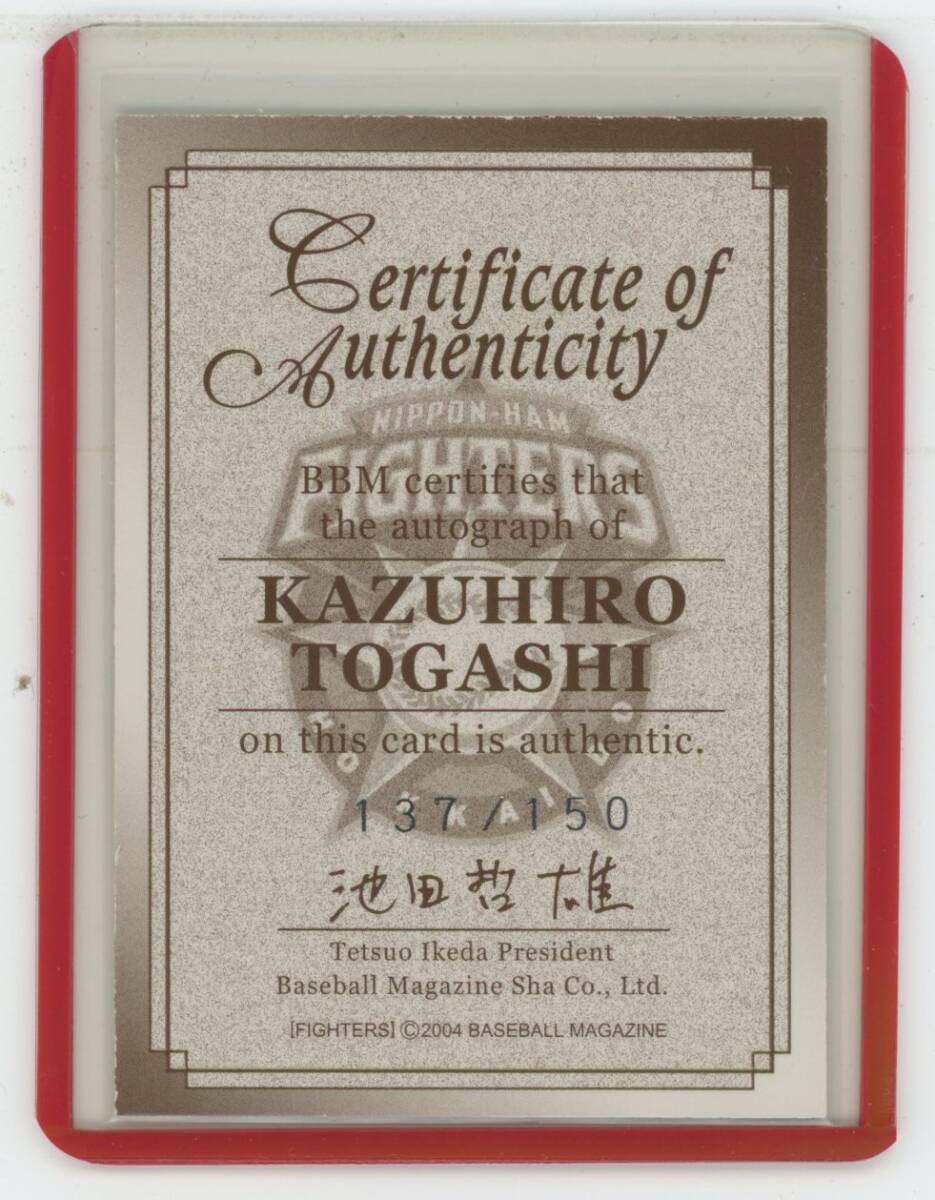 Certificate of
Authenticity
NIPPON-HAM
FIGHTERS
BBM certifies that
the autograph of
KAZUHIRO
TOGASHI
on this card is authentic.
HOKKAIDO
137/150
池田哲雄
Tetsuo Ikeda President
Baseball Magazine Sha Co., Ltd.
[FIGHTERS] ©2004 BASEBALL MAGAZINE